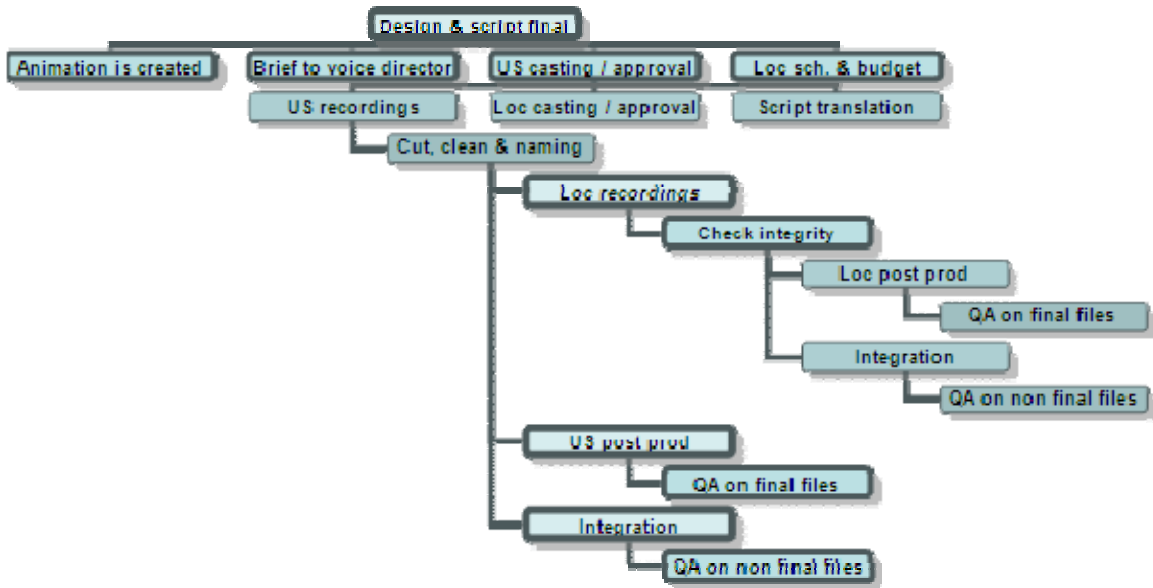 Design & script final
Animation is created
Brief to voice director
US casting / approval
Loc sch. & budget
US recordings
Loc casting / approval
Script translation
Cut, clean & naming
Loc recordings
Check integrity
Loc post prod
QA on final files
Integration
QA on non final files
US post prod
QA on final files
Integration
QA on non final files